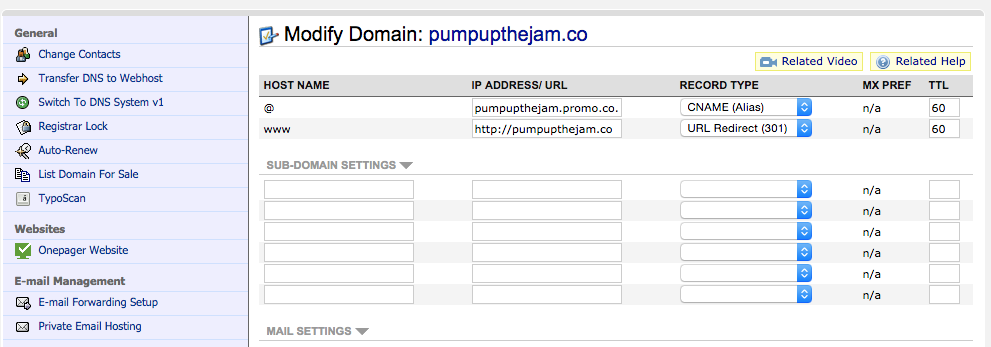 General
Change Contacts
Transfer DNS to Webhost
Switch To DNS System v1
Registrar Lock
Auto-Renew
List Domain For Sale
TypoScan
Websites
Onepager Website
E-mail Management
E-mail Forwarding Setup
Private Email Hosting
Modify Domain: pumpupthejam.co
Related Video Related Help
HOST NAME IP ADDRESS/ URL RECORD TYPE MX PREF TTL
@ pumpupthejam.promo.co. CNAME (Alias) n/a 60
www http://pumpupthejam.co URL Redirect (301) n/a 60
SUB-DOMAIN SETTINGS
n/a
n/a
n/a
n/a
n/a
n/a
MAIL SETTINGS